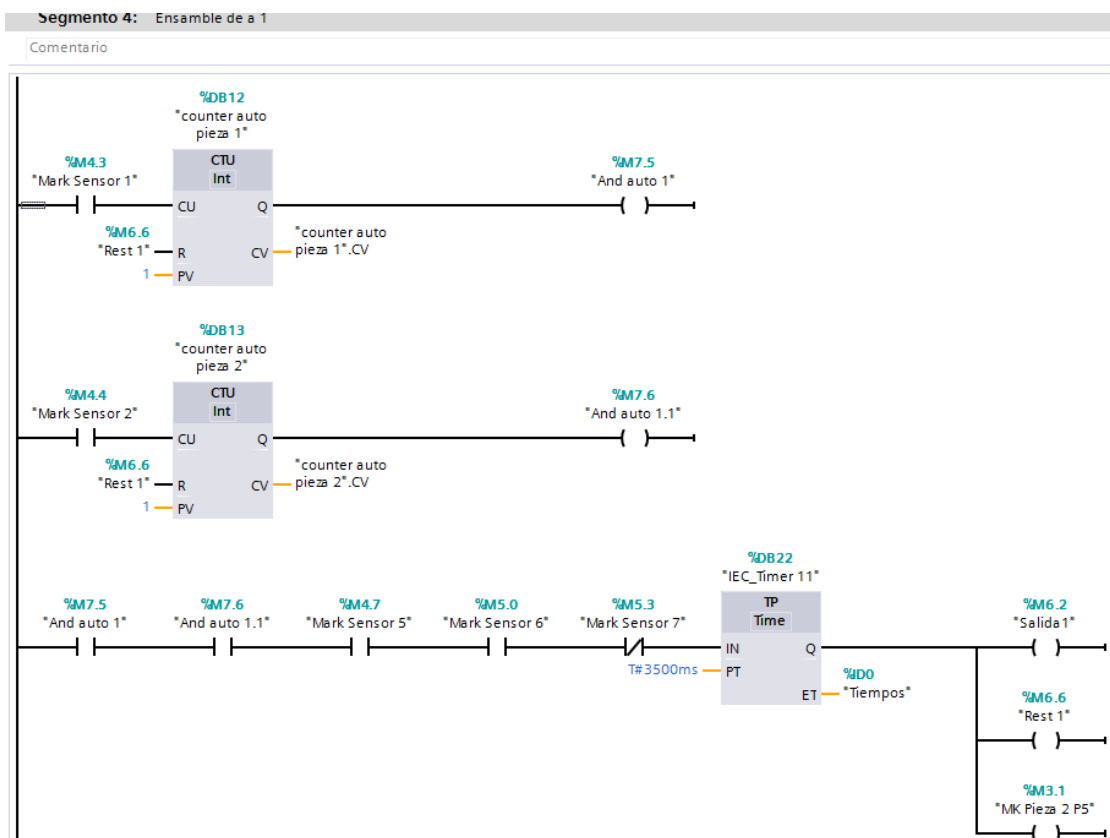 Segmento 4: Ensamble de a 1
Comentario
%DB12
"counter auto
pieza 1"
%M4.3
"Mark Sensor 1"
CTU
Int
%M7.5
"And auto 1"
CU
Q
%M6.6
"Rest 1"
R
CV
"counter auto
pieza 1".CV
1
PV
%DB13
"counter auto
pieza 2"
%M4.4
"Mark Sensor 2"
CTU
Int
%M7.6
"And auto 1.1"
CU
Q
%M6.6
"Rest 1"
R
CV
"counter auto
pieza 2".CV
1
PV
%DB22
"IEC_Timer 11"
%M7.5
"And auto 1"
%M7.6
"And auto 1.1"
%M4.7
"Mark Sensor 5"
%M5.0
"Mark Sensor 6"
%M5.3
"Mark Sensor 7"
TP
Time
%M6.2
"Salida1"
IN
Q
T#3500ms
PT
ET
%ID0
"Tiempos"
%M6.6
"Rest 1"
%M3.1
"MK Pieza 2 P5"